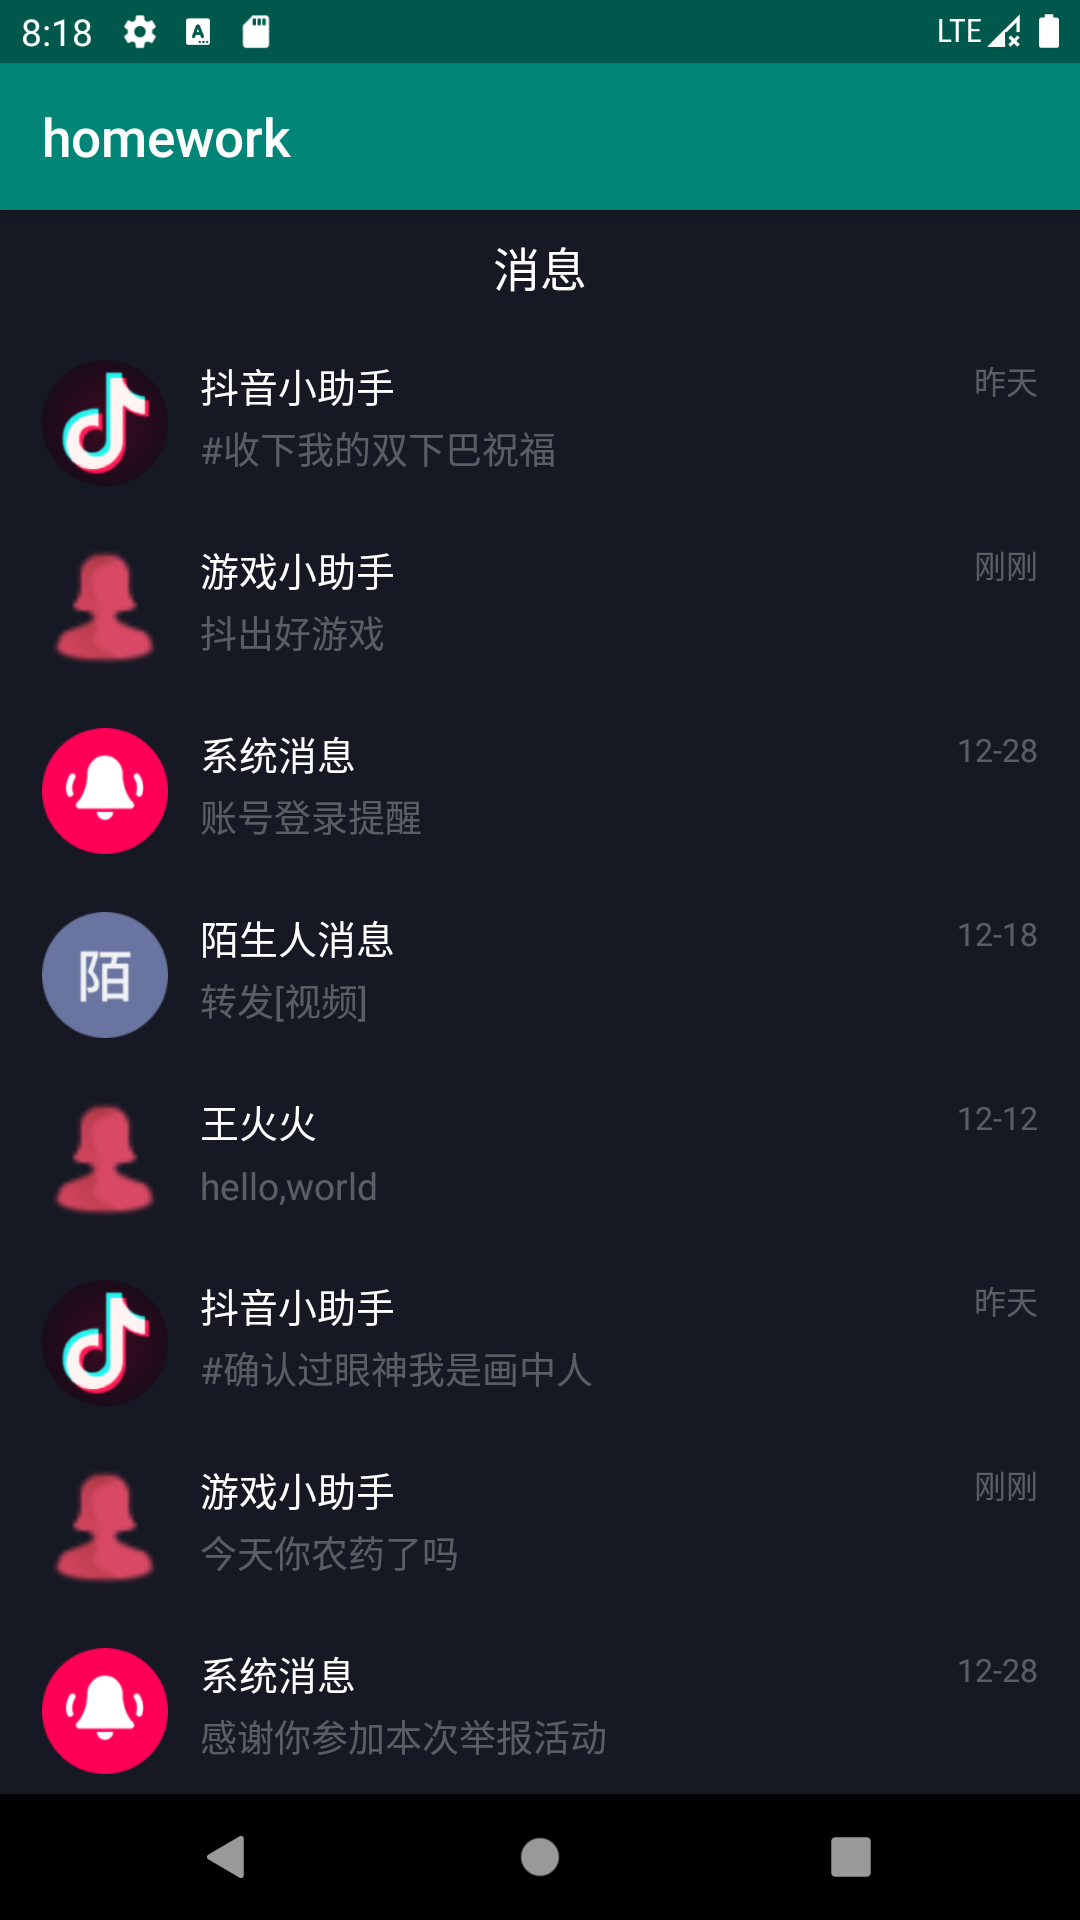 8:18
LTE
homework
消息
抖音小助手
昨天
#收下我的双下巴祝福
游戏小助手
刚刚
抖出好游戏
系统消息
12-28
账号登录提醒
陌
陌生人消息
12-18
转发[视频]
王火火
12-12
hello,world
抖音小助手
昨天
#确认过眼神我是画中人
游戏小助手
刚刚
今天你农药了吗
系统消息
12-28
感谢你参加本次举报活动